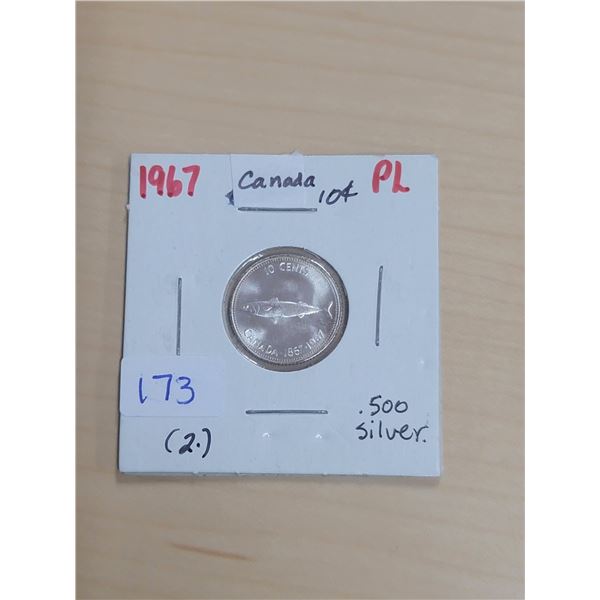 1967 Canada 10¢ PL
10 CENTS
CANADA 1867-1967
173
(2.)
.500
silver.